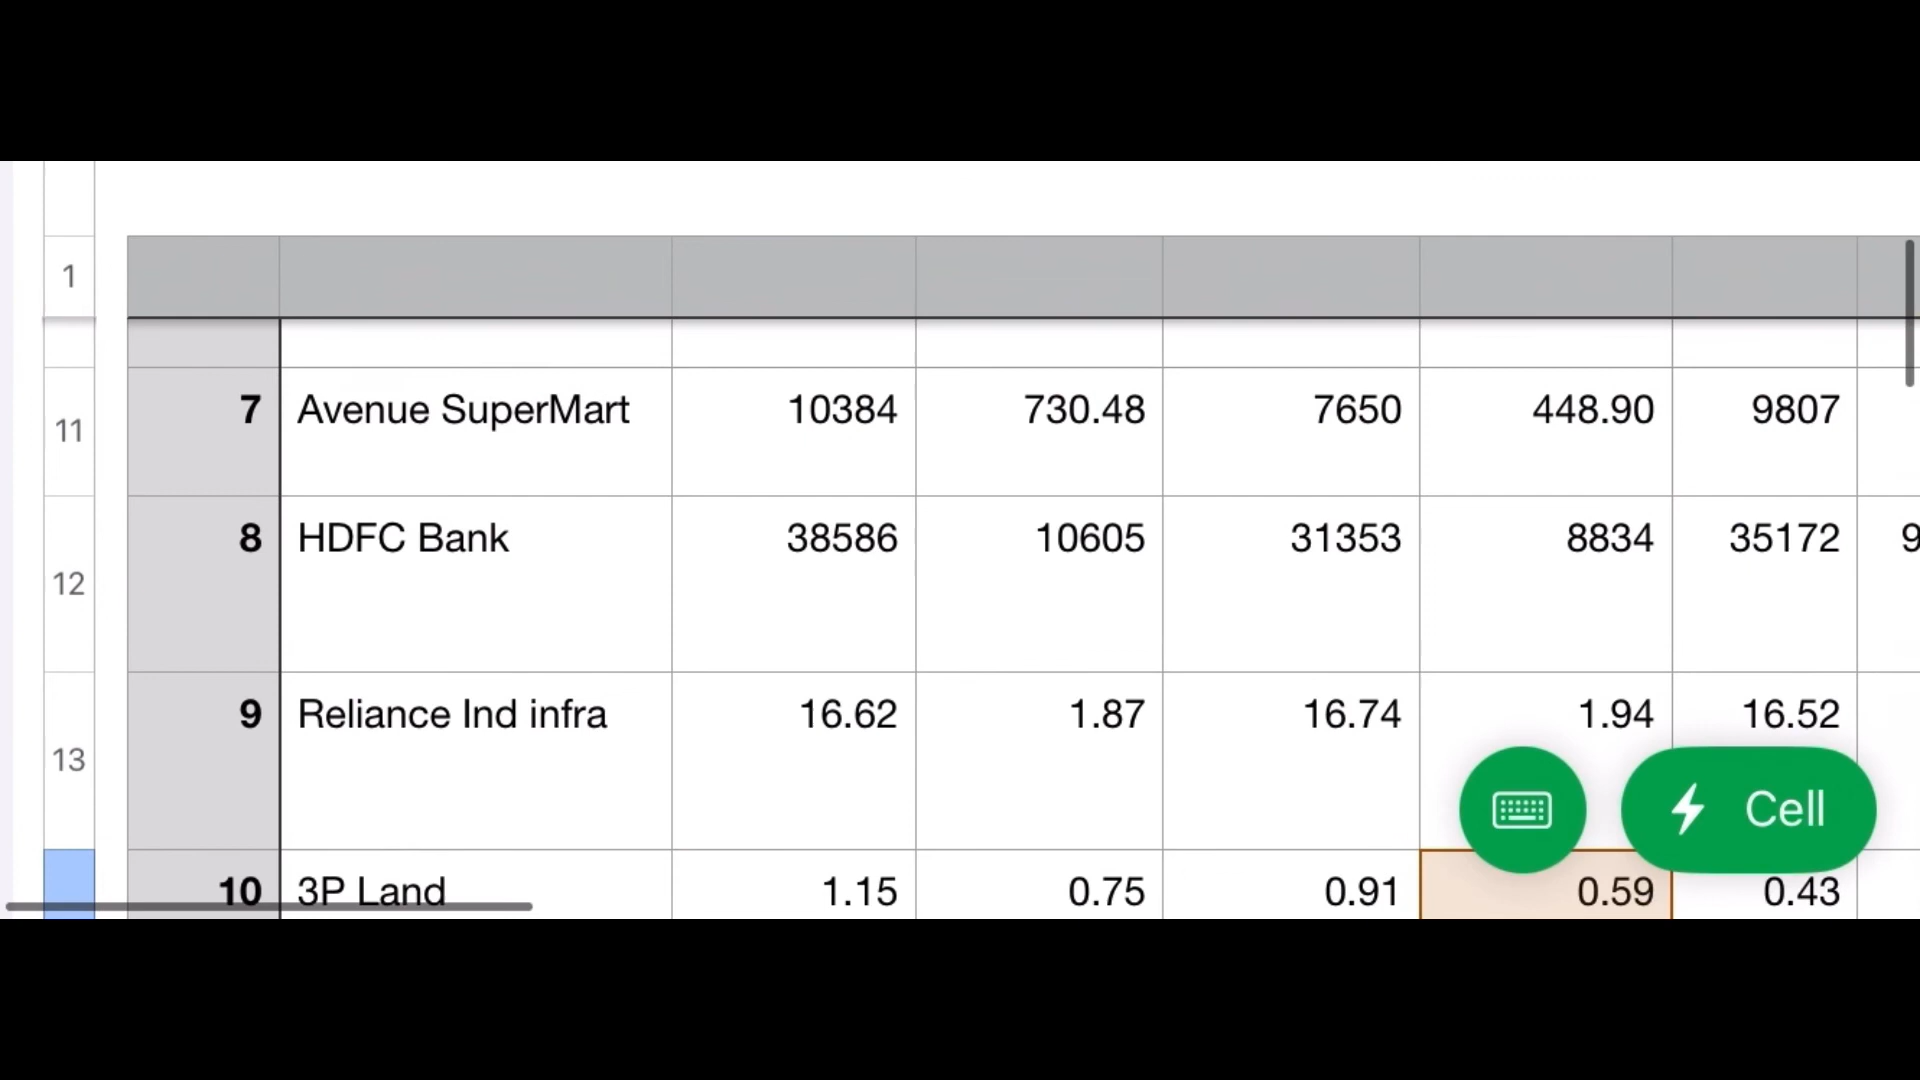 1
11 7 Avenue SuperMart 10384 730.48 7650 448.90 9807
12 8 HDFC Bank 38586 10605 31353 8834 35172 9
13 9 Reliance Ind infra 16.62 1.87 16.74 1.94 16.52
Cell
10 3P Land 1.15 0.75 0.91 0.59 0.43